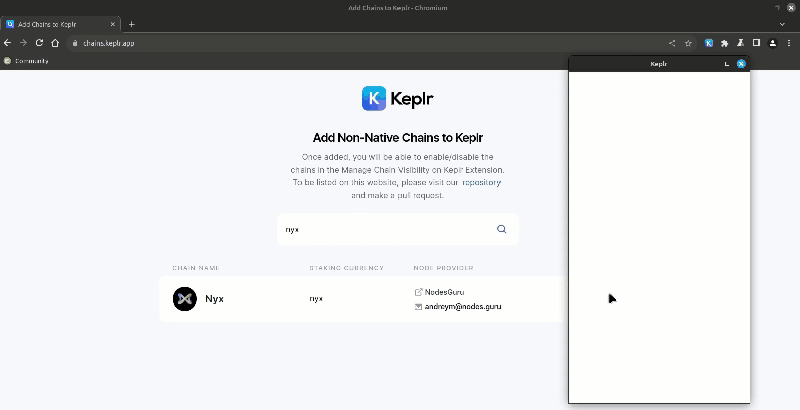 Add Chains to Keplr - Chromium
Add Chains to Keplr
chains.keplr.app
Community
Keplr
Keplr
Add Non-Native Chains to Keplr
Once added, you will be able to enable/disable the
chains in the Manage Chain Visibility on Keplr Extension.
To be listed on this website, please visit our repository
and make a pull request.
nyx
CHAIN NAME STAKING CURRENCY NODE PROVIDER
Nyx nyx NodesGuru
andreym@nodes.guru